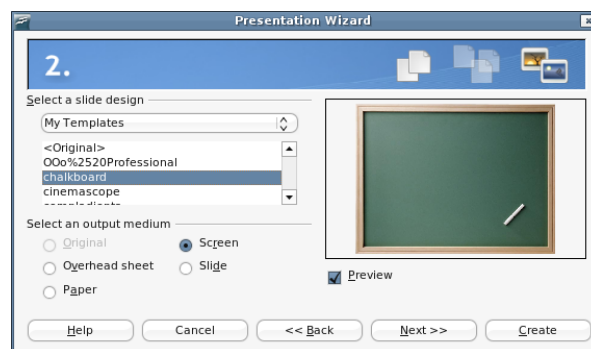 Presentation Wizard
2.
Select a slide design
My Templates
<Original>
OOo%2520Professional
chalkboard
cinemascope
Select an output medium
Original
Screen
Overhead sheet
Slide
Paper
Preview
Help
Cancel
<< Back
Next >>
Create